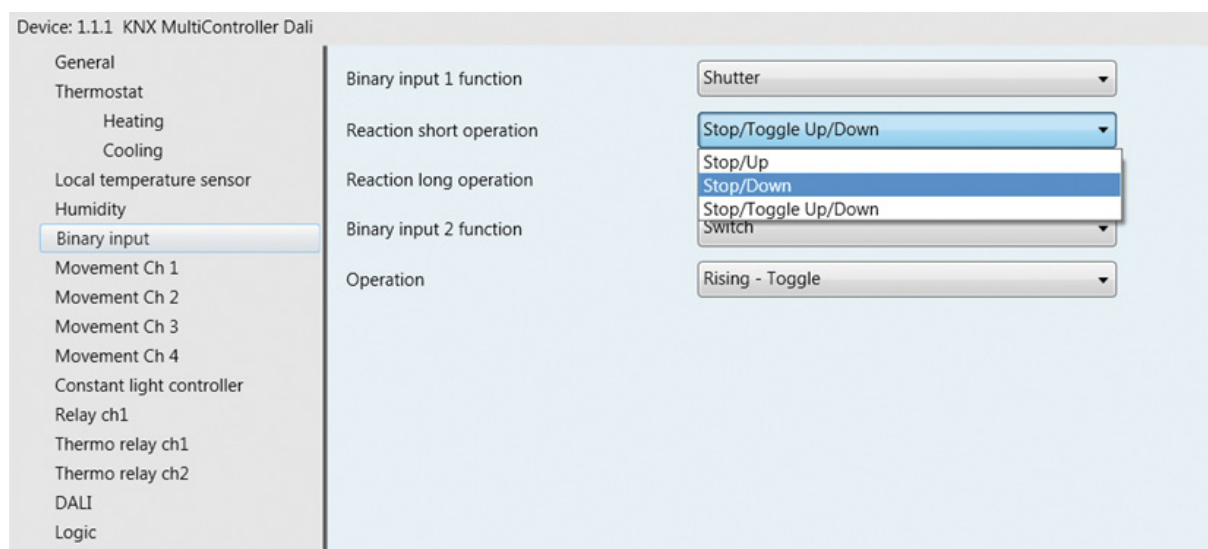 Device: 1.1.1 KNX MultiController Dali
General
Thermostat
Heating
Cooling
Local temperature sensor
Humidity
Binary input
Movement Ch 1
Movement Ch 2
Movement Ch 3
Movement Ch 4
Constant light controller
Relay ch1
Thermo relay ch1
Thermo relay ch2
DALI
Logic
Binary input 1 function
Shutter
Reaction short operation
Stop/Toggle Up/Down
Stop/Up
Stop/Down
Stop/Toggle Up/Down
Reaction long operation
Binary input 2 function
Switch
Operation
Rising - Toggle